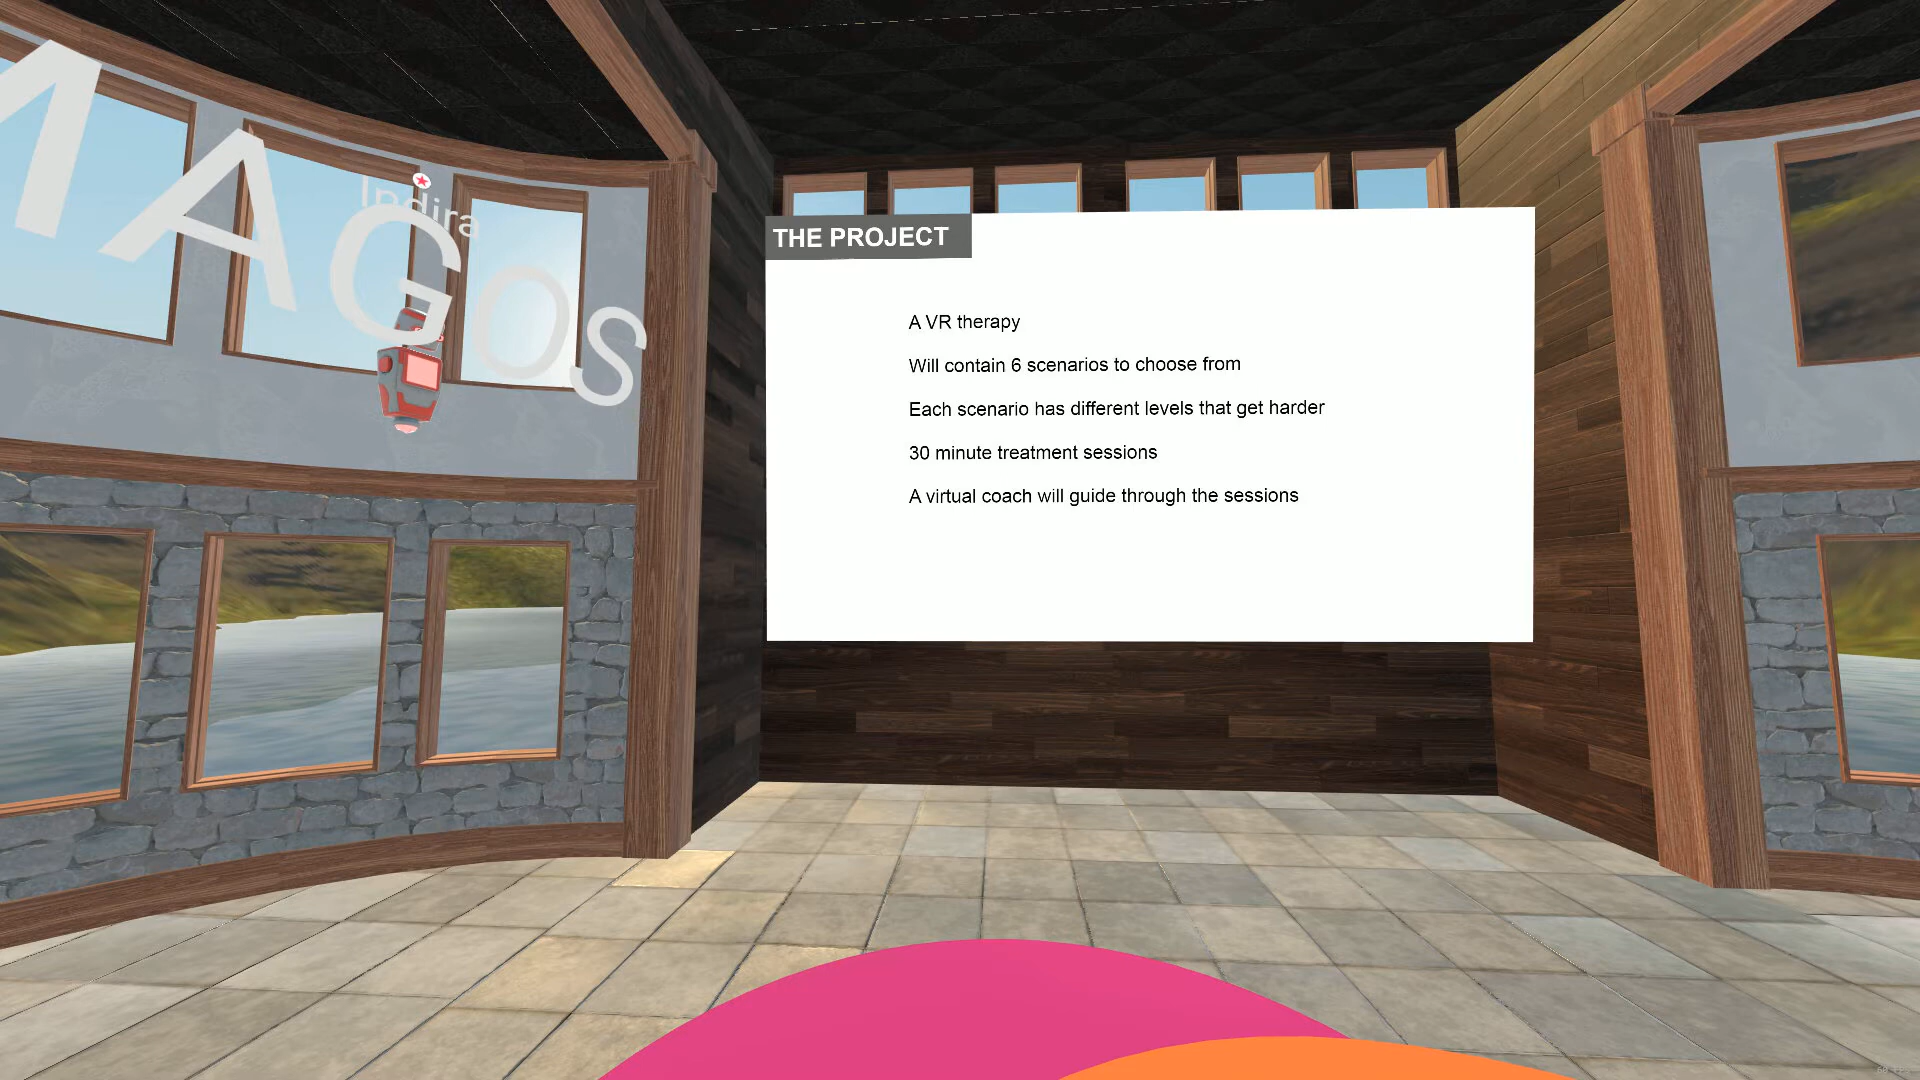 MAGOS
Indira
THE PROJECT
A VR therapy
Will contain 6 scenarios to choose from
Each scenario has different levels that get harder
30 minute treatment sessions
A virtual coach will guide through the sessions